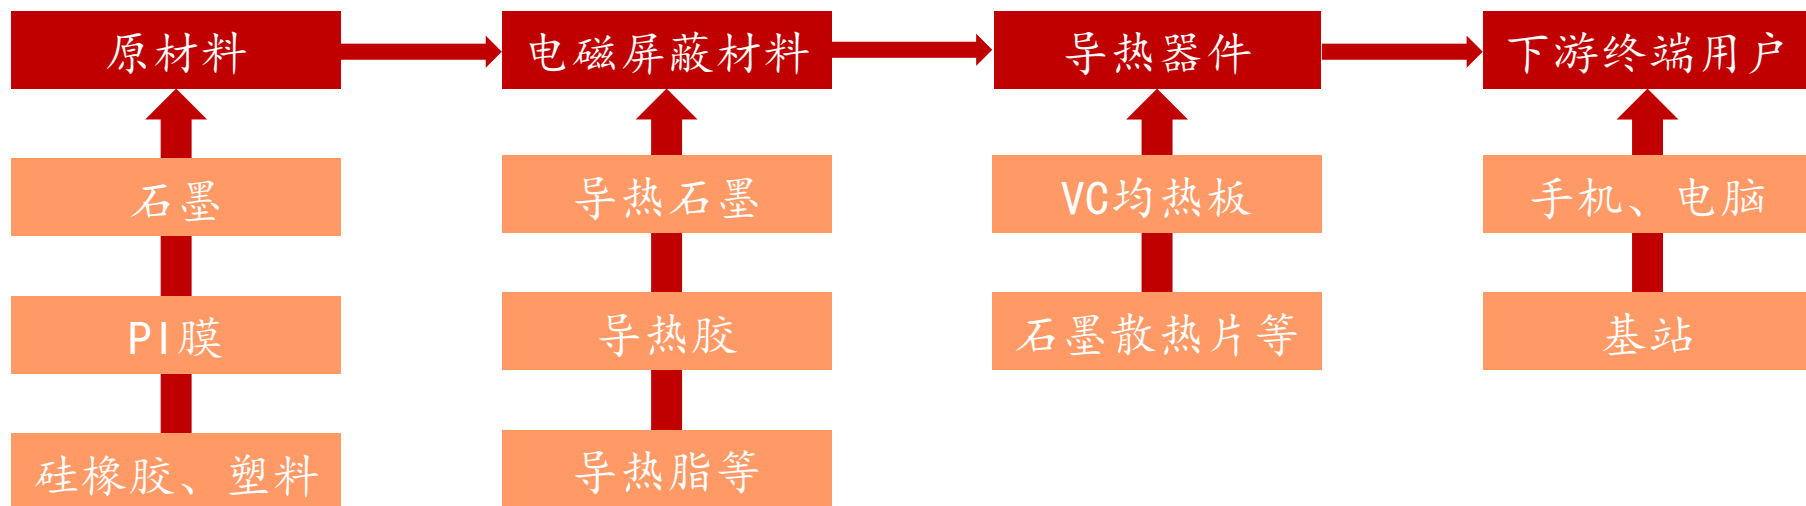 原材料
电磁屏蔽材料
导热器件
下游终端用户
石墨
导热石墨
VC均热板
手机、电脑
PI膜
导热胶
石墨散热片等
基站
硅橡胶、塑料
导热脂等